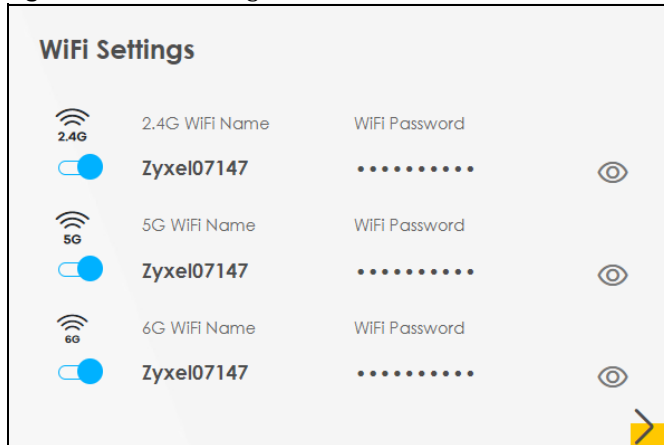 WiFi Settings
2.4G 2.4G WiFi Name WiFi Password
Zyxel07147 ••••••••••
5G 5G WiFi Name WiFi Password
Zyxel07147 ••••••••••
6G 6G WiFi Name WiFi Password
Zyxel07147 ••••••••••